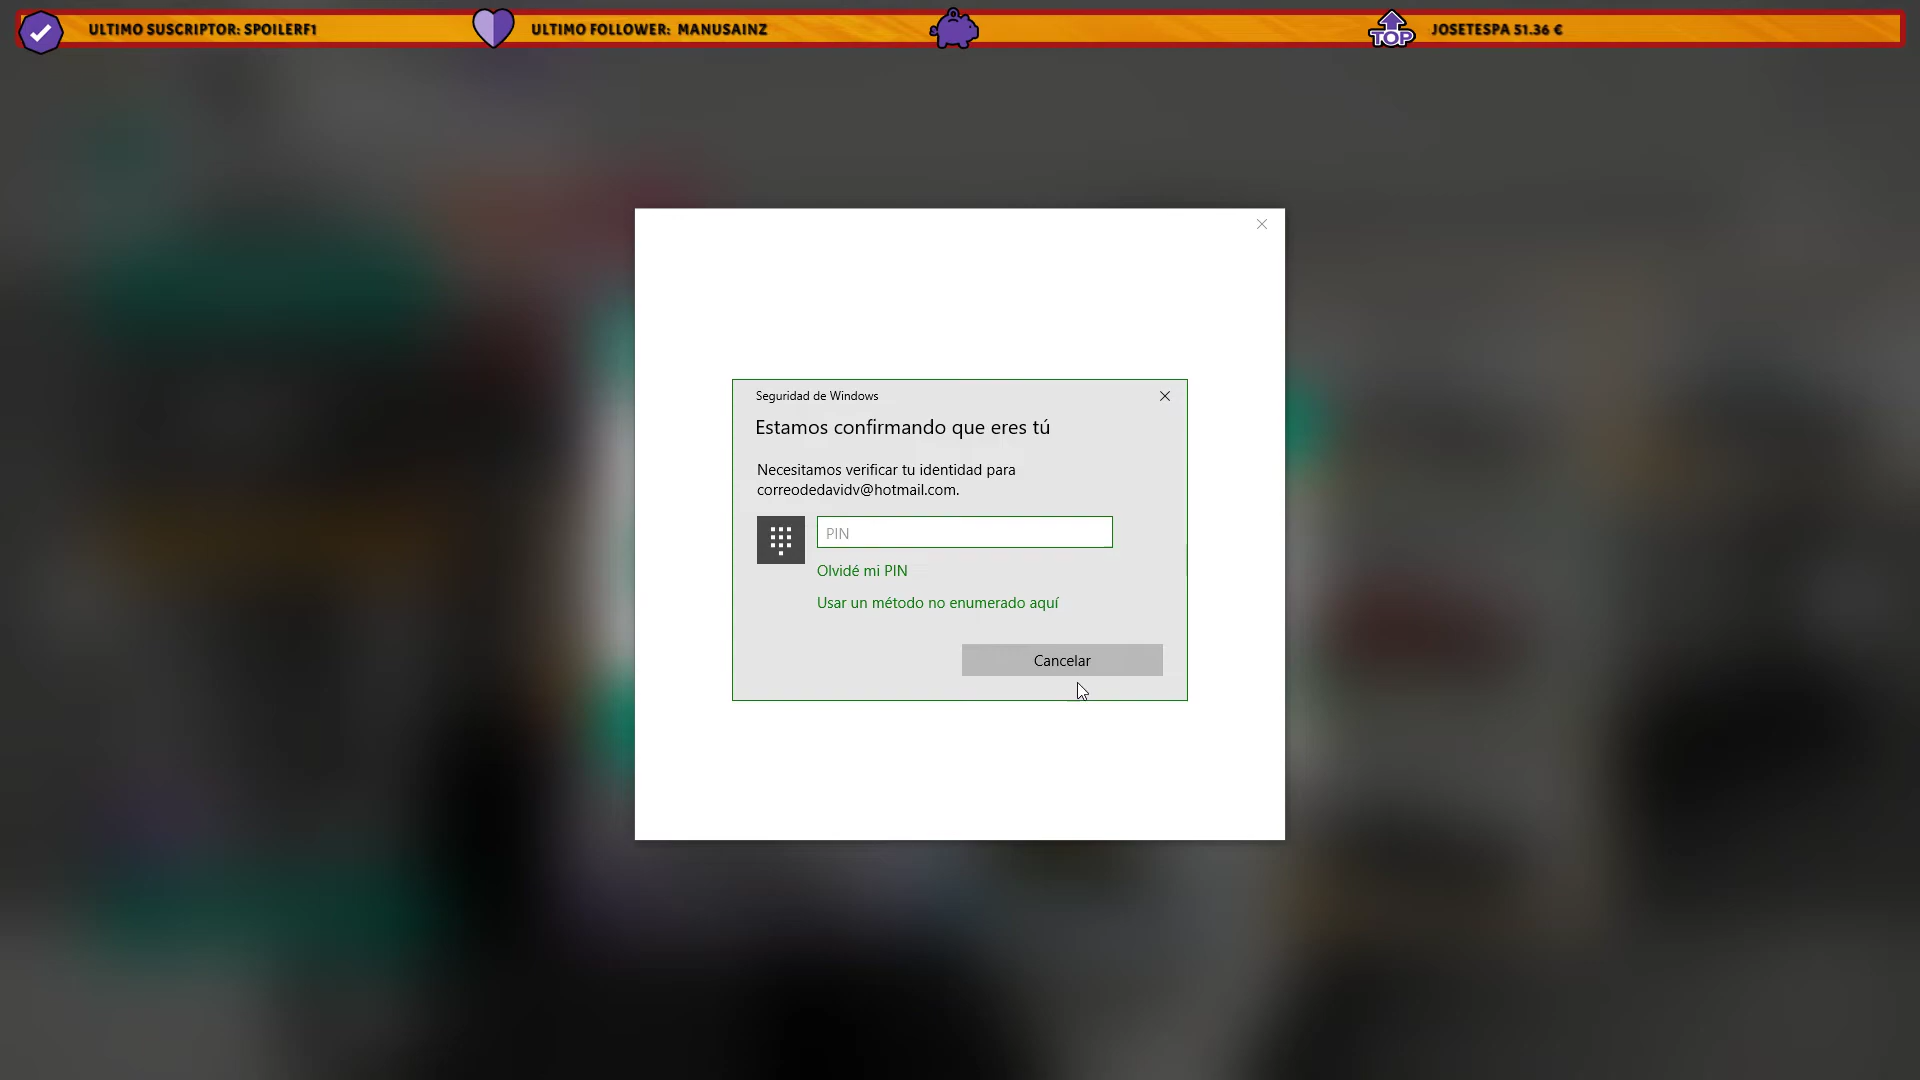 ULTIMO SUSCRIPTOR: SPOILERF1
ULTIMO FOLLOWER: MANUSAINZ
TOP
JOSETESPA 51.36 €
Seguridad de Windows
Estamos confirmando que eres tú
Necesitamos verificar tu identidad para
correodedavidv@hotmail.com.
PIN
Olvidé mi PIN
Usar un método no enumerado aquí
Cancelar